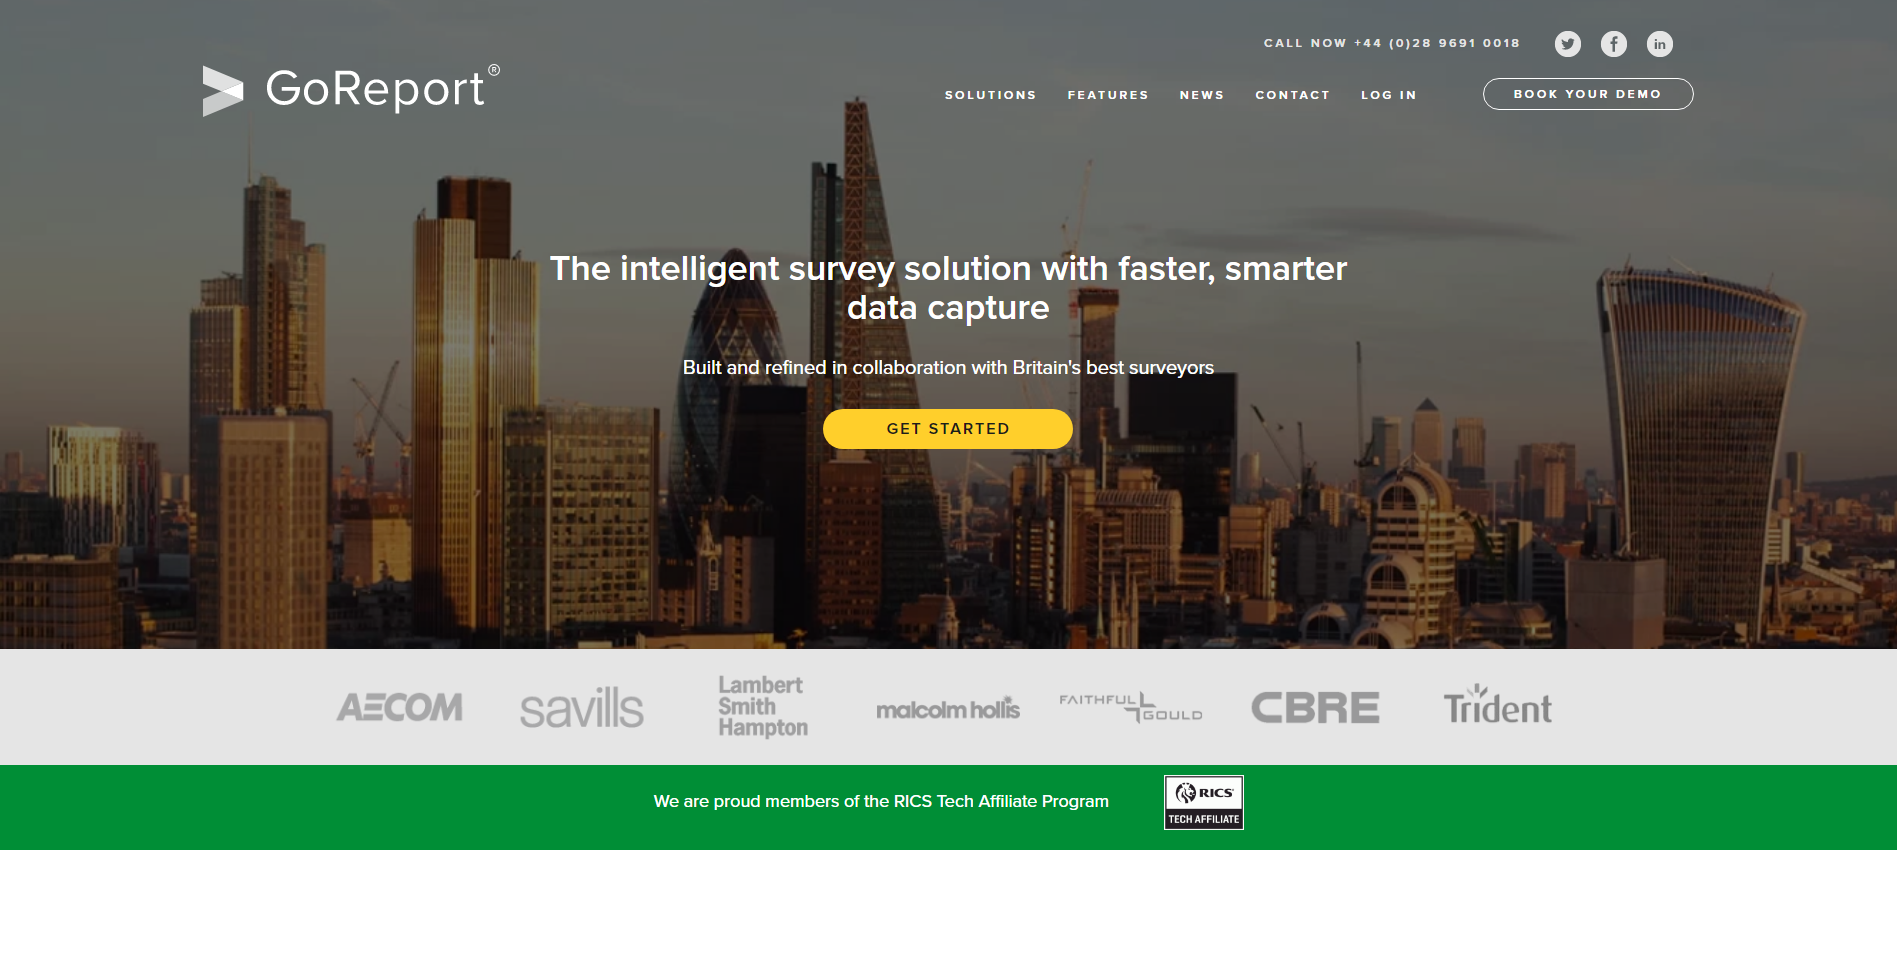 CALL NOW +44 (0)28 9691 0018
GoReport®
SOLUTIONS FEATURES NEWS CONTACT LOG IN BOOK YOUR DEMO
The intelligent survey solution with faster, smarter
data capture
Built and refined in collaboration with Britain's best surveyors
GET STARTED
AECOM
savills
Lambert
Smith
Hampton
malcolm hollis
FAITHFUL
GOULD
CBRE
Trident
We are proud members of the RICS Tech Affiliate Program
RICS
TECH AFFILIATE